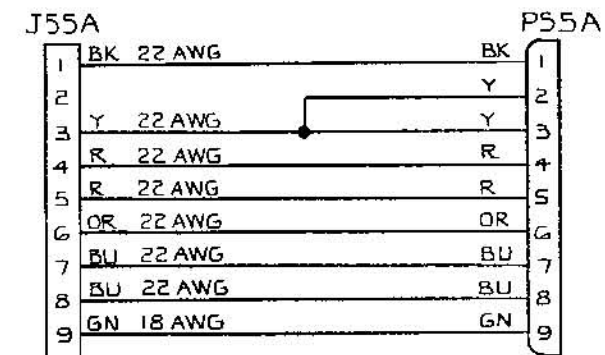 J55A P55A
1 BK 22 AWG BK 1
2 Y 2
3 Y 22 AWG Y 3
4 R 22 AWG R 4
5 R 22 AWG R 5
6 OR 22 AWG OR 6
7 BU 22 AWG BU 7
8 BU 22 AWG BU 8
9 GN 18 AWG GN 9